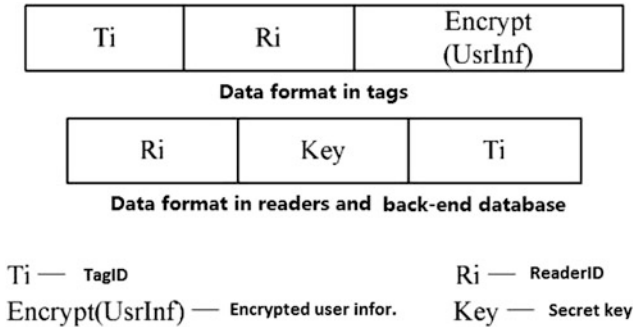 Ti Ri Encrypt
(UsrInf)
Data format in tags
Ri Key Ti
Data format in readers and back-end database
Ti — TagID Ri — ReaderID
Encrypt(UsrInf) — Encrypted user infor. Key — Secret key